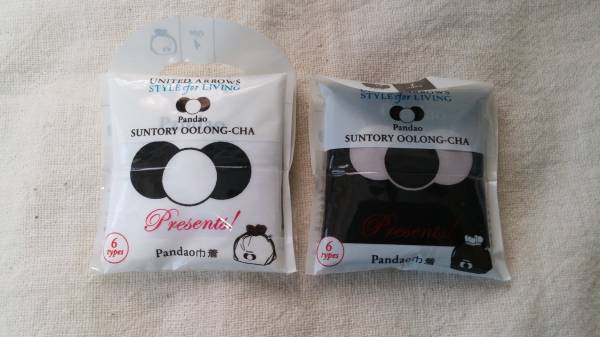 UNITED ARROWS
STYLE for LIVING
Pandao
SUNTORY OOLONG-CHA
Presents!
6
types
Pandao巾着
ARROWS
STYLE for LIVING
Pandao
SUNTORY OOLONG-CHA
Presents!
6
types
Pandao巾着